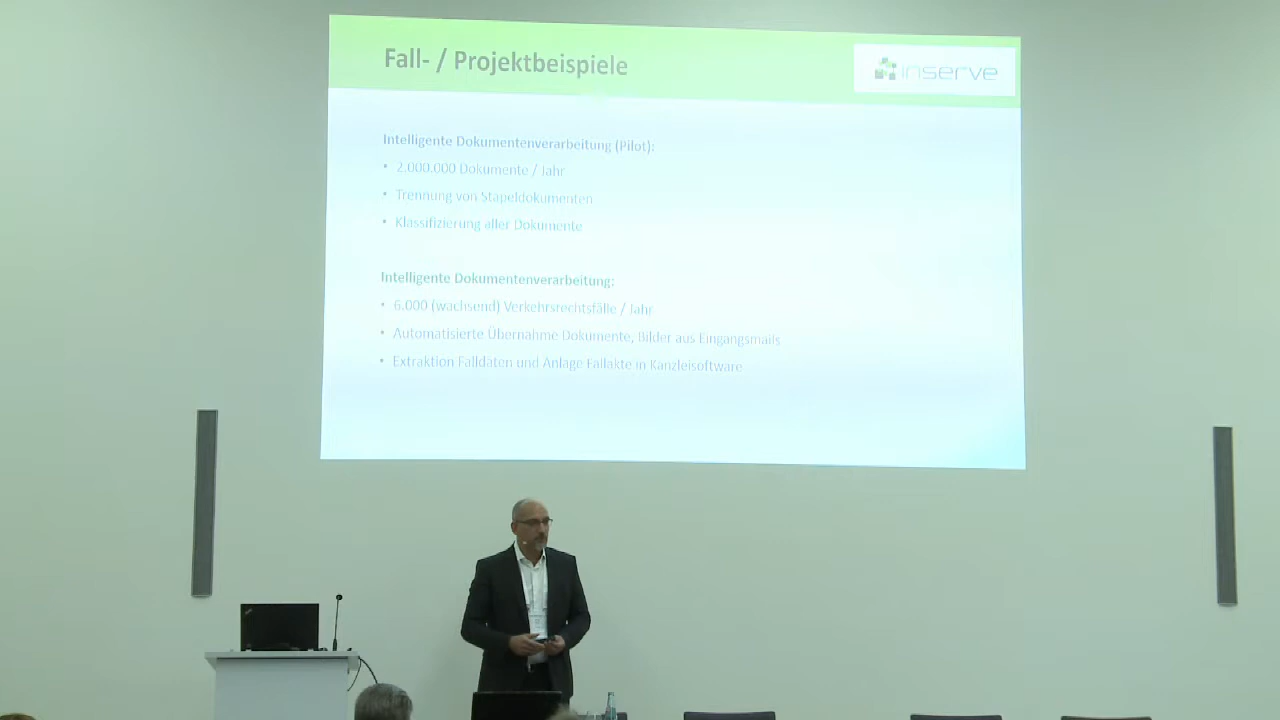 Fall- / Projektbeispiele
inserve
Intelligente Dokumentenverarbeitung (Pilot):
• 2.000.000 Dokumente / Jahr
• Trennung von Stapeldokumenten
• Klassifizierung aller Dokumente
Intelligente Dokumentenverarbeitung:
• 6.000 (wachsend) Verkehrsrechtsfälle / Jahr
• Automatisierte Übernahme Dokumente, Bilder aus Eingangsmails
• Extraktion Falldaten und Anlage Fallakte in Kanzleisoftware